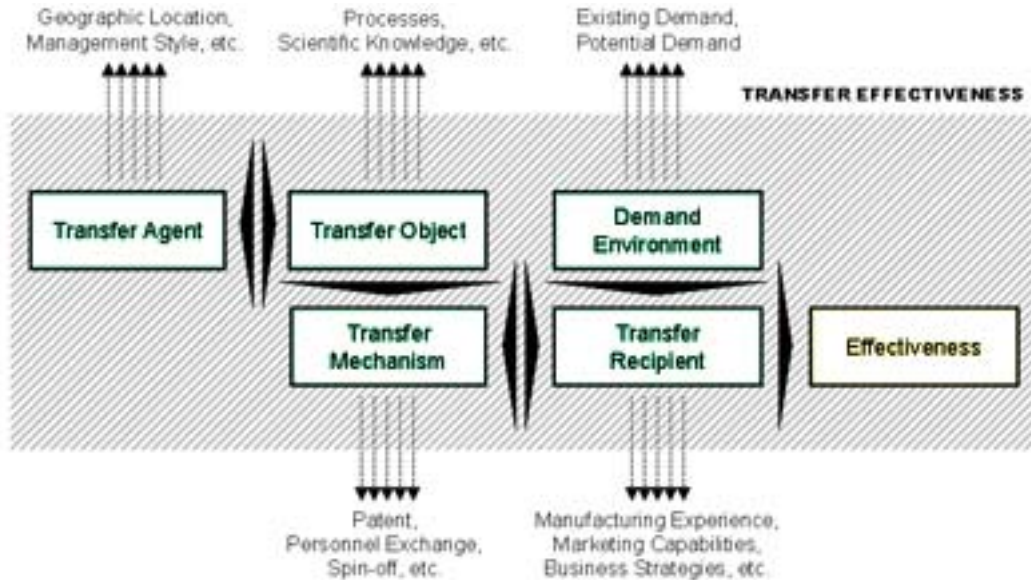 Geographic Location,
Management Style, etc.
Processes,
Scientific Knowledge, etc.
Existing Demand,
Potential Demand
TRANSFER EFFECTIVENESS
Transfer Agent
Transfer Object
Demand
Environment
Transfer
Mechanism
Transfer
Recipient
Effectiveness
Patent,
Personnel Exchange,
Spin-off, etc.
Manufacturing Experience,
Marketing Capabilities,
Business Strategies, etc.